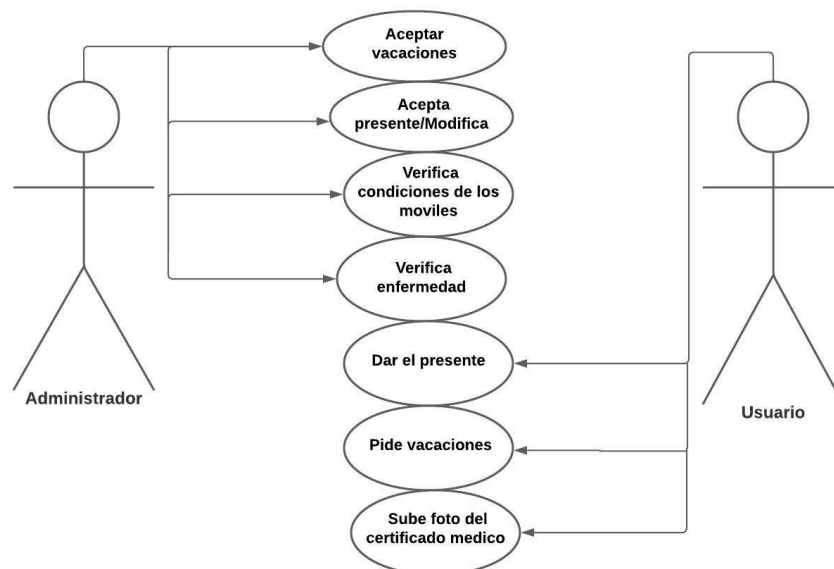 Aceptar
vacaciones
Acepta
presente/Modifica
Verifica
condiciones de los
moviles
Verifica
enfermedad
Dar el presente
Administrador
Usuario
Pide vacaciones
Sube foto del
certificado medico